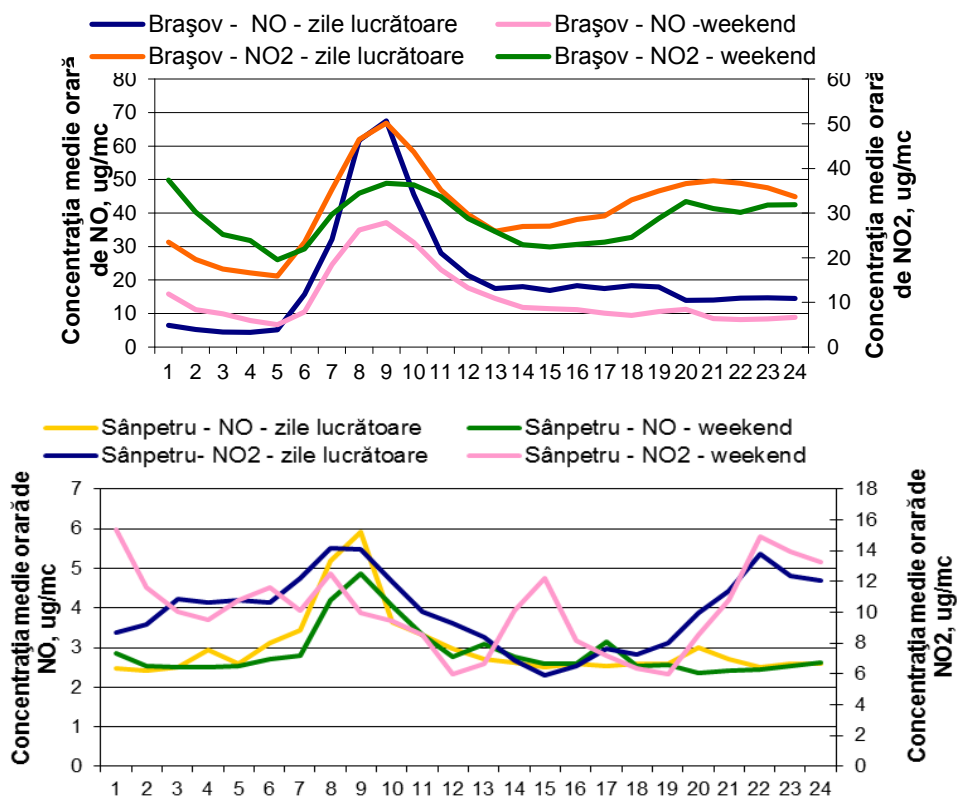 Braşov - NO - zile lucrătoare
Braşov - NO -weekend
Braşov - NO2 - zile lucrătoare
Braşov - NO2 - weekend
Concentraţia medie orară
de NO, ug/mc
80
70
60
50
40
30
20
10
0
60
50
40
30
20
10
0
Concentraţia medie orară
de NO2, ug/mc
1 2 3 4 5 6 7 8 9 10 11 12 13 14 15 16 17 18 19 20 21 22 23 24
Sânpetru - NO - zile lucrătoare
Sânpetru - NO - weekend
Sânpetru- NO2 - zile lucrătoare
Sânpetru - NO2 - weekend
Concentraţia medie orară de
NO, ug/mc
7
6
5
4
3
2
1
0
18
16
14
12
10
8
6
4
2
0
Concentraţia medie orară de
NO2, ug/mc
1 2 3 4 5 6 7 8 9 10 11 12 13 14 15 16 17 18 19 20 21 22 23 24